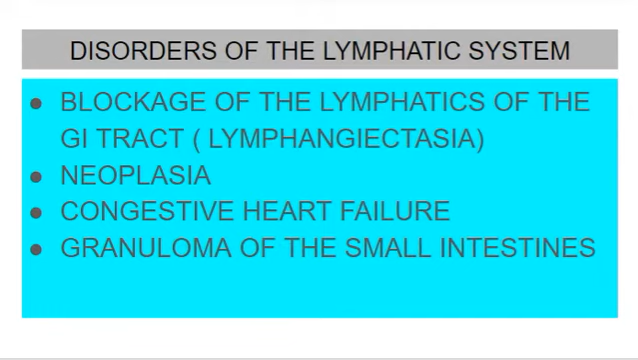 DISORDERS OF THE LYMPHATIC SYSTEM
● BLOCKAGE OF THE LYMPHATICS OF THE
GI TRACT ( LYMPHANGIECTASIA)
● NEOPLASIA
● CONGESTIVE HEART FAILURE
● GRANULOMA OF THE SMALL INTESTINES